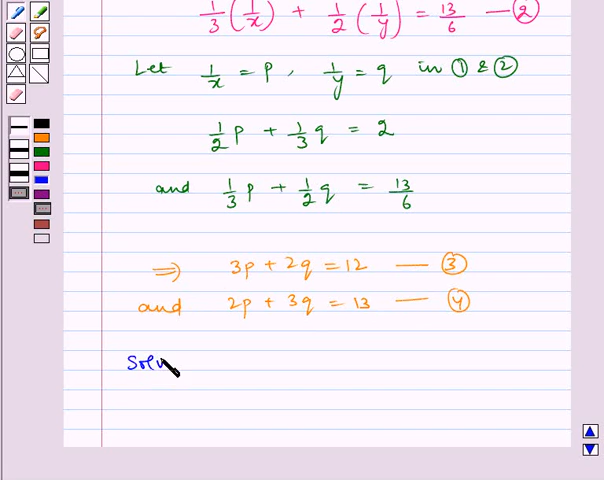 1/3 (1/x) + 1/2 (1/y) = 13/6 — ②
Let 1/x = p, 1/y = q in ① & ②
1/2 p + 1/3 q = 2
and 1/3 p + 1/2 q = 13/6
⇒ 3p + 2q = 12 — ③
and 2p + 3q = 13 — ④
Solv